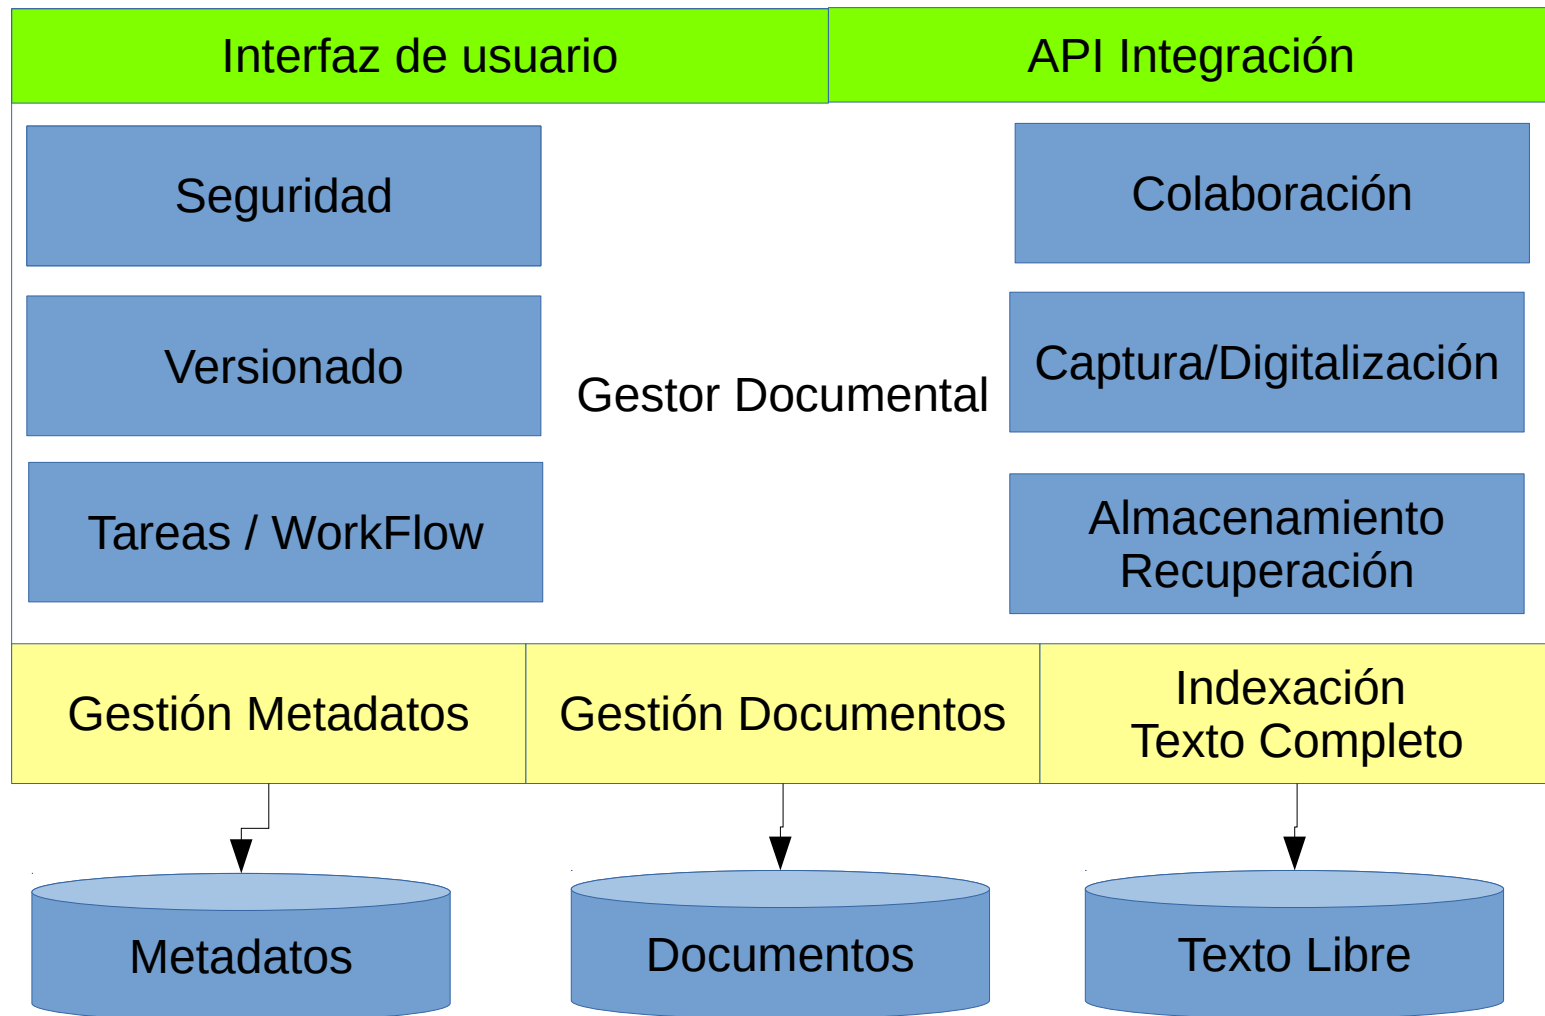 Interfaz de usuario
API Integración
Seguridad
Colaboración
Versionado
Captura/Digitalización
Gestor Documental
Tareas / WorkFlow
Almacenamiento
Recuperación
Gestión Metadatos
Gestión Documentos
Indexación
Texto Completo
Metadatos
Documentos
Texto Libre